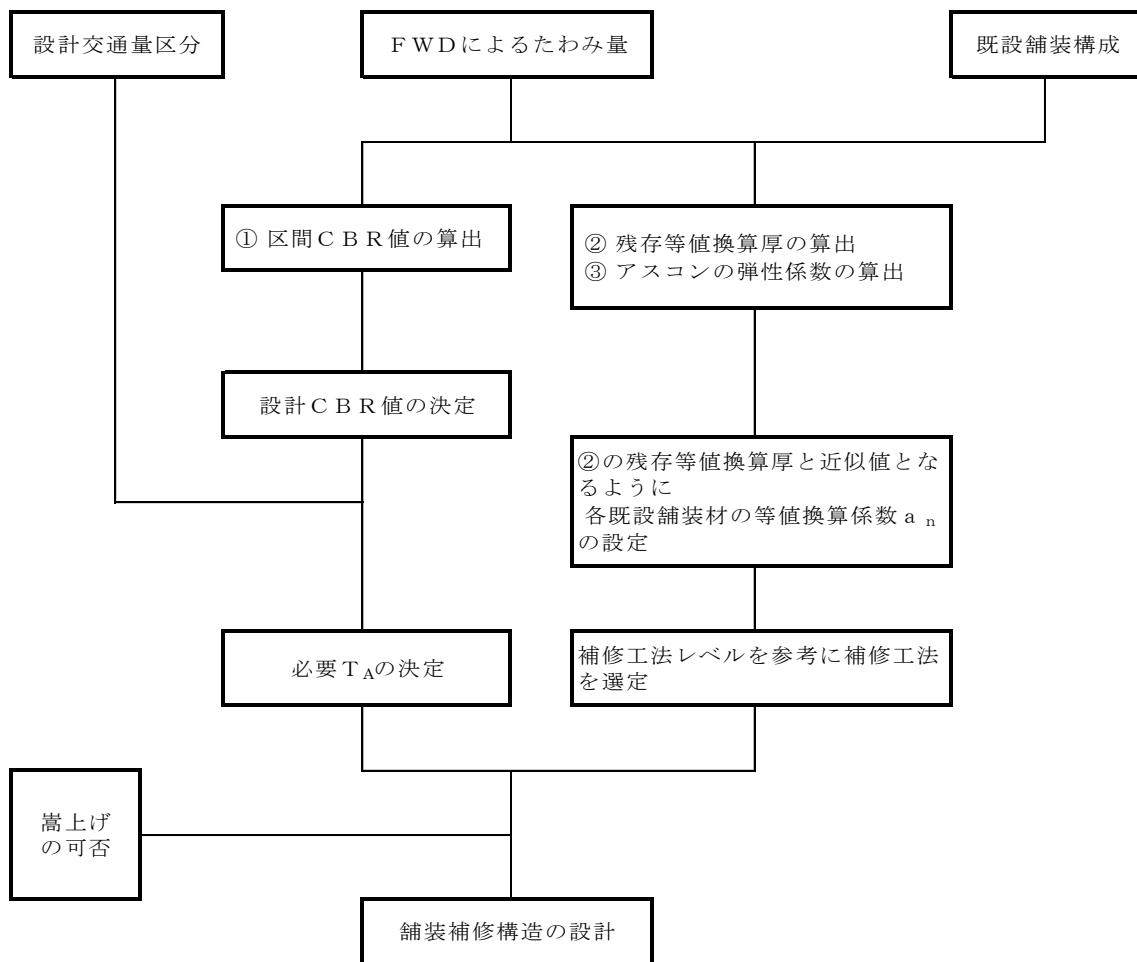 設計交通量区分
ＦＷＤによるたわみ量
既設舗装構成
① 区間ＣＢＲ値の算出
② 残存等値換算厚の算出
③ アスコンの弾性係数の算出
設計ＣＢＲ値の決定
②の残存等値換算厚と近似値とな
るように
各既設舗装材の等値換算係数ａn
の設定
必要ＴAの決定
補修工法レベルを参考に補修工法
を選定
嵩上げ
の可否
舗装補修構造の設計